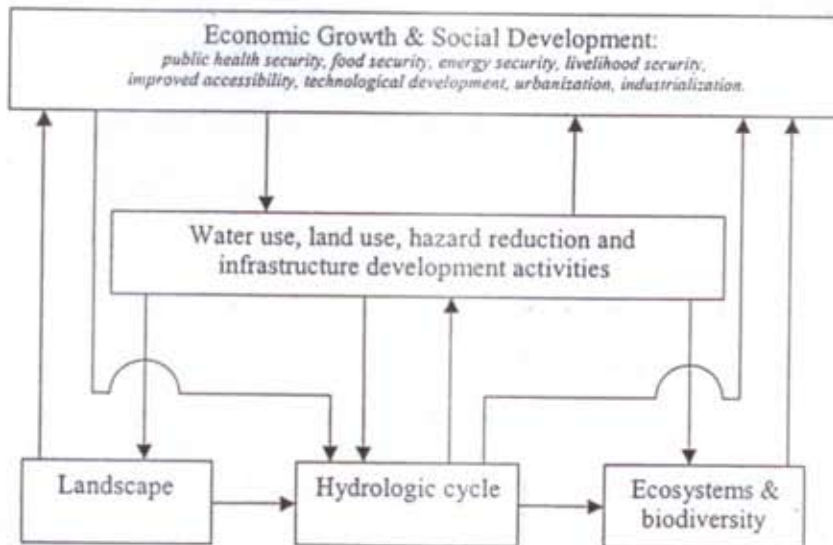 Economic Growth & Social Development:
public health security, food security, energy security, livelihood security,
improved accessibility, technological development, urbanization, industrialization.
Water use, land use, hazard reduction and
infrastructure development activities
Landscape
Hydrologic cycle
Ecosystems &
biodiversity